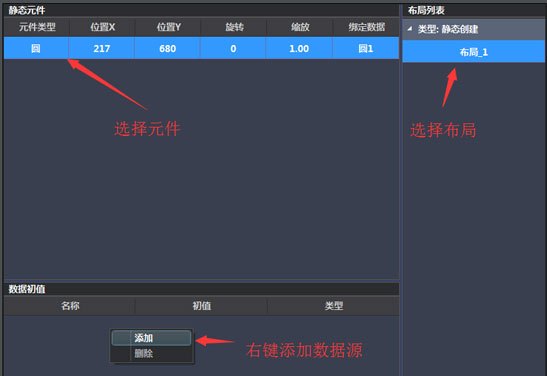 静态元件
元件类型 位置X 位置Y 旋转 缩放 绑定数据
圆 217 680 0 1.00 圆1
选择元件
数据初值
名称 初值 类型
添加
删除
右键添加数据源
布局列表
类型: 静态创建
布局_1
选择布局